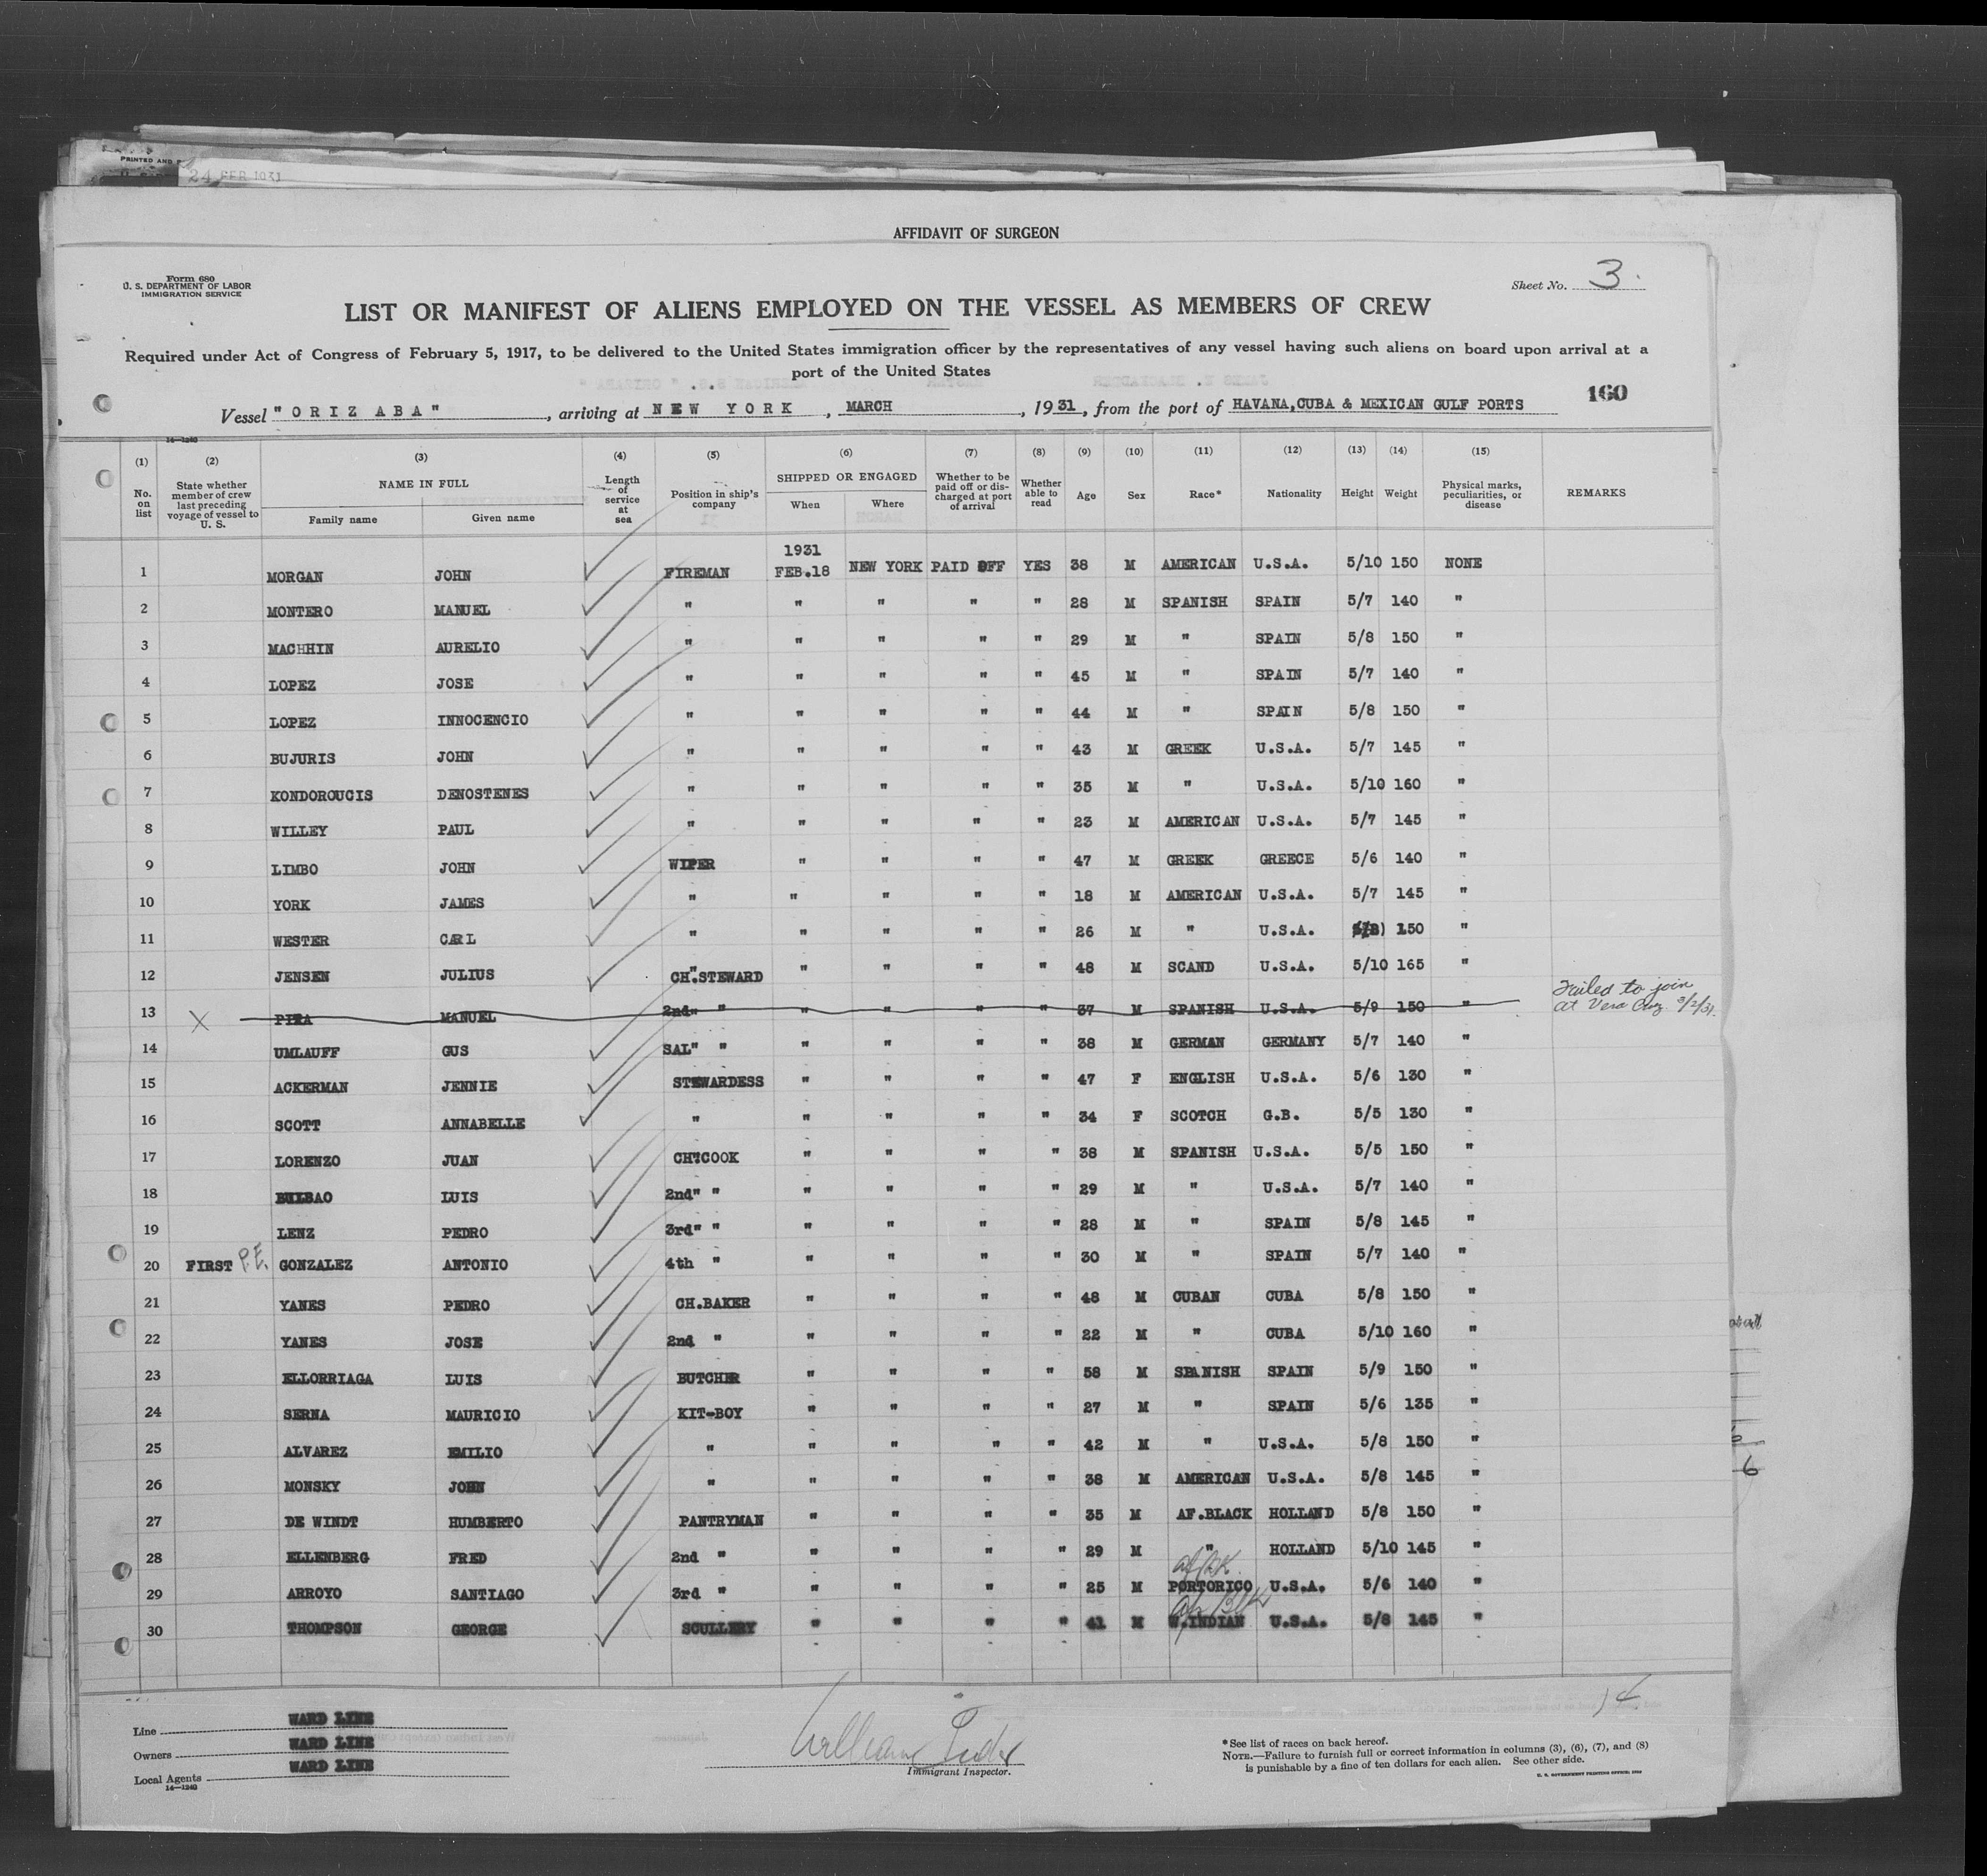 PRINTED AND
24 FEB 1931
AFFIDAVIT OF SURGEON
Form 680
U. S. DEPARTMENT OF LABOR
IMMIGRATION SERVICE
Sheet No. 3
LIST OR MANIFEST OF ALIENS EMPLOYED ON THE VESSEL AS MEMBERS OF CREW
Required under Act of Congress of February 5, 1917, to be delivered to the United States immigration officer by the representatives of any vessel having such aliens on board upon arrival at a
port of the United States
160
Vessel "ORIZ ABA", arriving at NEW YORK, MARCH, 1931, from the port of HAVANA,CUBA & MEXICAN GULF PORTS
14—1240
(1) (2) (3) (4) (5) (6) (7) (8) (9) (10) (11) (12) (13) (14) (15)
No. on list
State whether member of crew last preceding voyage of vessel to U. S.
NAME IN FULL
Family name Given name
Length of service at sea
Position in ship's company
SHIPPED OR ENGAGED
When Where
Whether to be paid off or discharged at port of arrival
Whether able to read
Age Sex Race* Nationality Height Weight
Physical marks, peculiarities, or disease
REMARKS
1931
1 MORGAN JOHN FIREMAN FEB.18 NEW YORK PAID OFF YES 38 M AMERICAN U.S.A. 5/10 150 NONE
2 MONTERO MANUEL " " " " " 28 M SPANISH SPAIN 5/7 140 "
3 MACHHIN AURELIO " " " " " 29 M " SPAIN 5/8 150 "
4 LOPEZ JOSE " " " " " 45 M " SPAIN 5/7 140 "
5 LOPEZ INNOCENCIO " " " " " 44 M " SPAIN 5/8 150 "
6 BUJURIS JOHN " " " " " 43 M GREEK U.S.A. 5/7 145 "
7 KONDOROUCIS DENOSTENES " " " " " 35 M " U.S.A. 5/10 160 "
8 WILLEY PAUL " " " " " 23 M AMERICAN U.S.A. 5/7 145 "
9 LIMBO JOHN WIPER " " " " 47 M GREEK GREECE 5/6 140 "
10 YORK JAMES " " " " " 18 M AMERICAN U.S.A. 5/7 145 "
11 WESTER CARL " " " " " 26 M " U.S.A. 150 "
12 JENSEN JULIUS CH.STEWARD " " " " 48 M SCAND U.S.A. 5/10 165 "
13 X PIRA MANUEL 2nd" " " " " " 37 M SPANISH U.S.A. 5/9 150 " Failed to join
at Vera Cruz 3/2/31.
14 UMLAUFF GUS SAL" " " " " " 38 M GERMAN GERMANY 5/7 140 "
15 ACKERMAN JENNIE STEWARDESS " " " " 47 F ENGLISH U.S.A. 5/6 130 "
16 SCOTT ANNABELLE " " " " " 34 F SCOTCH G.B. 5/5 130 "
17 LORENZO JUAN CH.COOK " " " " 38 M SPANISH U.S.A. 5/5 150 "
18 BULBAO LUIS 2nd" " " " " " 29 M " U.S.A. 5/7 140 "
19 LENZ PEDRO 3rd" " " " " " 28 M " SPAIN 5/8 145 "
20 FIRST P.E. GONZALEZ ANTONIO 4th " " " " " 30 M " SPAIN 5/7 140 "
21 YANES PEDRO CH.BAKER " " " " 48 M CUBAN CUBA 5/8 150 "
22 YANES JOSE 2nd " " " " " 22 M " CUBA 5/10 160 "
23 ELLORRIAGA LUIS BUTCHER " " " " 58 M SPANISH SPAIN 5/9 150 "
24 SERNA MAURICIO KIT-BOY " " " " 27 M " SPAIN 5/6 135 "
25 ALVAREZ EMILIO " " " " " 42 M " U.S.A. 5/8 150 "
26 MONSKY JOHN " " " " " 38 M AMERICAN U.S.A. 5/8 145 "
27 DE WINDT HUMBERTO PANTRYMAN " " " " 35 M AF.BLACK HOLLAND 5/8 150 "
28 ELLENBERG FRED 2nd " " " " " 29 M " HOLLAND 5/10 145 "
29 ARROYO SANTIAGO 3rd " " " " " 25 M PORTORICO U.S.A. 5/6 140 "
30 THOMPSON GEORGE SCULLERY " " " " 41 M W.INDIAN U.S.A. 5/8 145 "
14
Line WARD LINE
Owners WARD LINE
Local Agents WARD LINE
14—1240
Immigrant Inspector.
*See list of races on back hereof.
NOTE.—Failure to furnish full or correct information in columns (3), (6), (7), and (8)
is punishable by a fine of ten dollars for each alien. See other side.
U. S. GOVERNMENT PRINTING OFFICE:
6